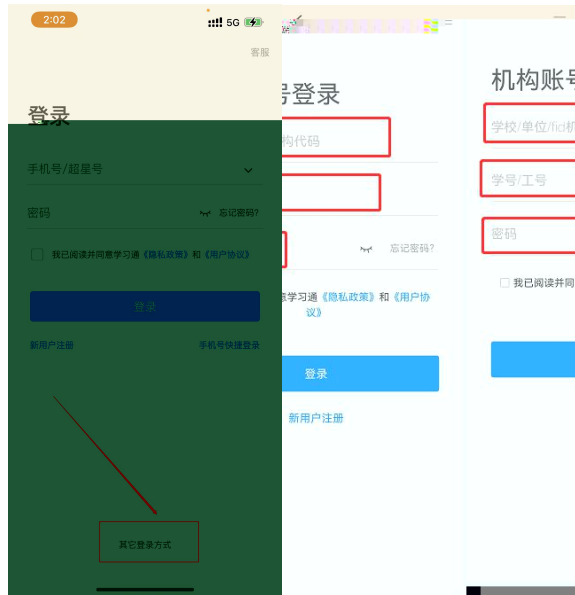 2:02
5G
客服
登录
手机号/超星号
密码
忘记密码?
我已阅读并同意学习通《隐私政策》和《用户协议》
登录
新用户注册
手机号快捷登录
其它登录方式
号登录
构代码
忘记密码?
意学习通《隐私政策》和《用户协
议》
登录
新用户注册
机构账号
学校/单位/fid机
学号/工号
密码
我已阅读并同